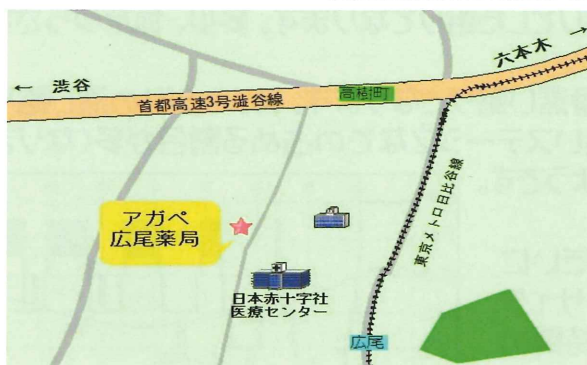 六本木 →
← 渋谷
首都高速3号澁谷線
高樹町
東京メトロ日比谷線
アガペ
広尾薬局
日本赤十字社
医療センター
広尾